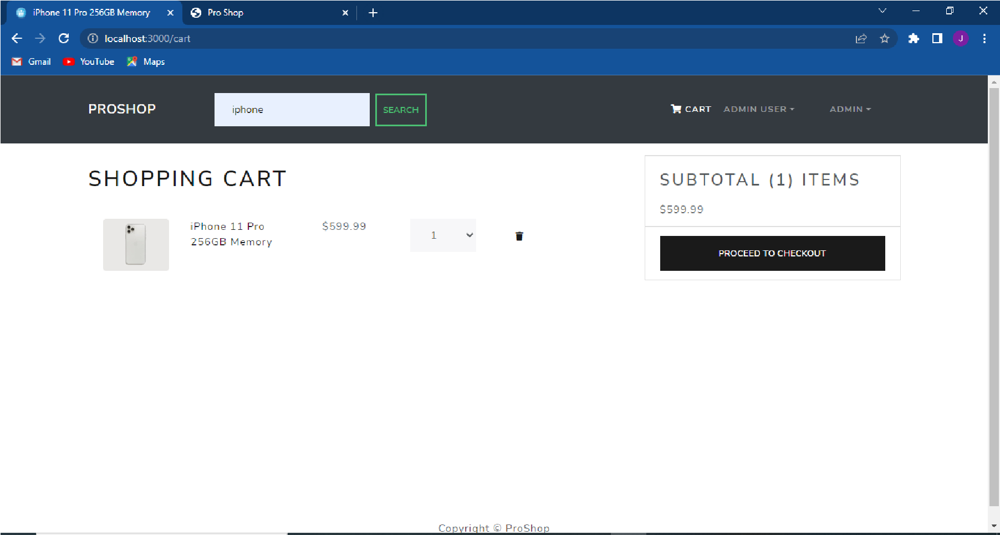 iPhone 11 Pro 256GB Memory
Pro Shop
localhost:3000/cart
J
Gmail
YouTube
Maps
PROSHOP
iphone
SEARCH
CART
ADMIN USER
ADMIN
SHOPPING CART
iPhone 11 Pro
256GB Memory
$599.99
1
SUBTOTAL (1) ITEMS
$599.99
PROCEED TO CHECKOUT
Copyright © ProShop